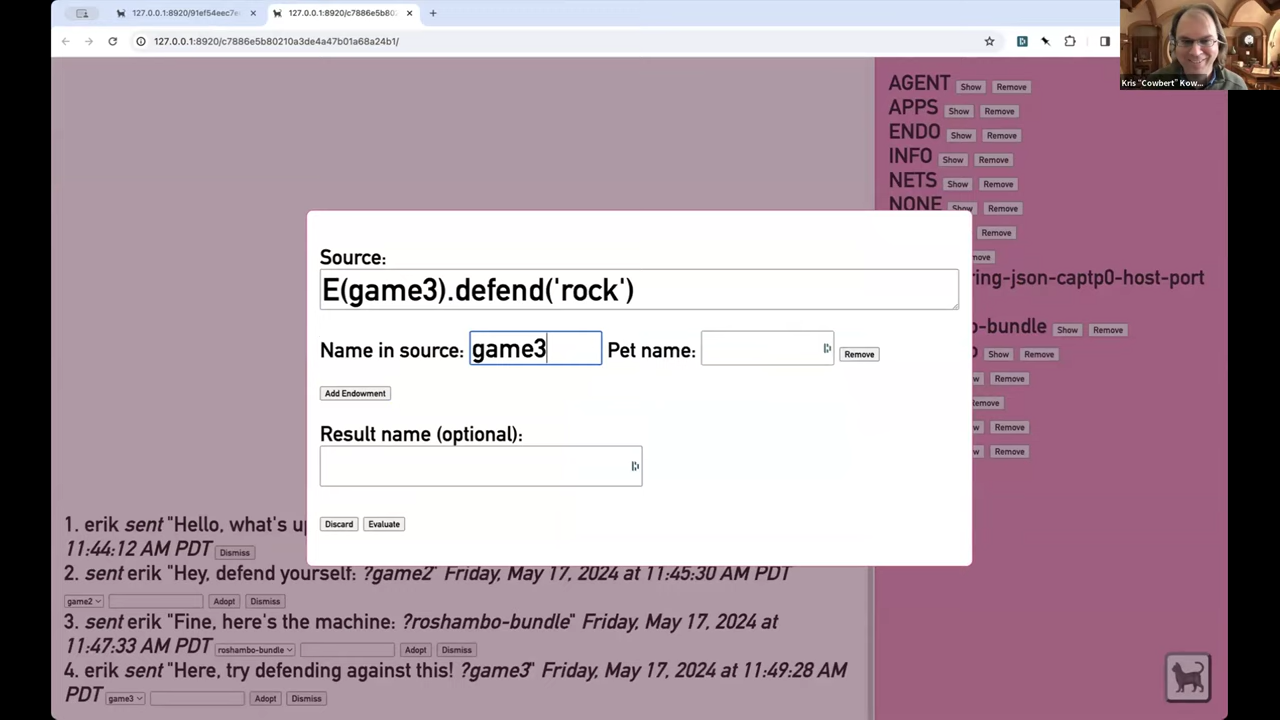 127.0.0.1:8920/91ef54eec7e
127.0.0.1:8920/c7886e5b802
127.0.0.1:8920/c7886e5b80210a3de4a47b01a68a24b1/
Kris "Cowbert" Kow...
AGENT Show Remove
APPS Show Remove
ENDO Show Remove
INFO Show Remove
NETS Show Remove
NONE Show Remove
Remove
Remove
ring-json-captp0-host-port
-bundle Show Remove
Show Remove
Remove
Remove
Remove
Remove
Source:
E(game3).defend('rock')
Name in source: game3 Pet name: Remove
Add Endowment
Result name (optional):
Discard Evaluate
1. erik sent "Hello, what's up
11:44:12 AM PDT Dismiss
2. sent erik "Hey, defend yourself: ?game2" Friday, May 17, 2024 at 11:45:30 AM PDT
game2 Adopt Dismiss
3. sent erik "Fine, here's the machine: ?roshambo-bundle" Friday, May 17, 2024 at
11:47:33 AM PDT roshambo-bundle Adopt Dismiss
4. erik sent "Here, try defending against this! ?game3" Friday, May 17, 2024 at 11:49:28 AM
PDT game3 Adopt Dismiss